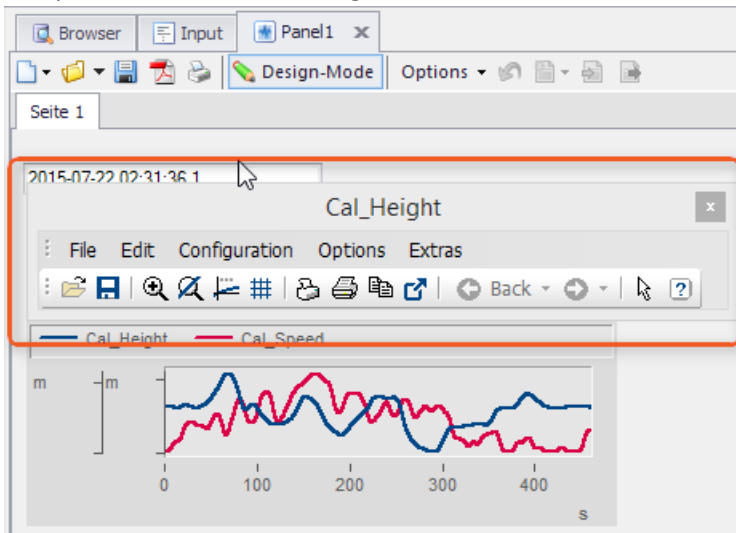 Browser Input Panel1
Design-Mode Options
Seite 1
2015-07-22 02:31:36.1
Cal_Height
File Edit Configuration Options Extras
Back
Cal_Height Cal_Speed
m m
0 100 200 300 400
s